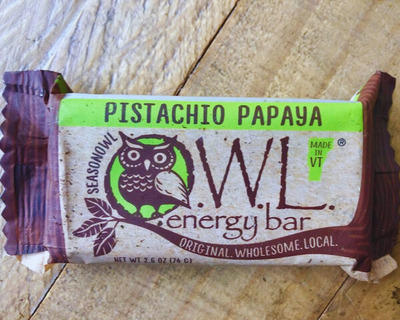 PISTACHIO PAPAYA
SEASONOWL
O.W.L.®
MADE
IN
VT
energy bar
ORIGINAL.WHOLESOME.LOCAL.
NET WT 2.6 OZ (74 G)